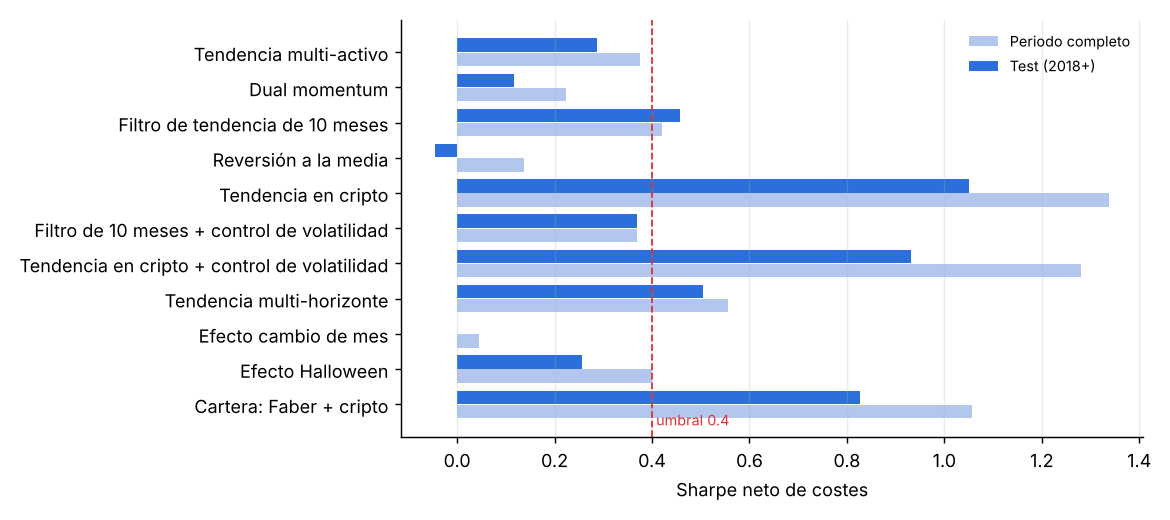 Periodo completo
Test (2018+)
Tendencia multi-activo
Dual momentum
Filtro de tendencia de 10 meses
Reversión a la media
Tendencia en cripto
Filtro de 10 meses + control de volatilidad
Tendencia en cripto + control de volatilidad
Tendencia multi-horizonte
Efecto cambio de mes
Efecto Halloween
Cartera: Faber + cripto
umbral 0.4
0.0 0.2 0.4 0.6 0.8 1.0 1.2 1.4
Sharpe neto de costes